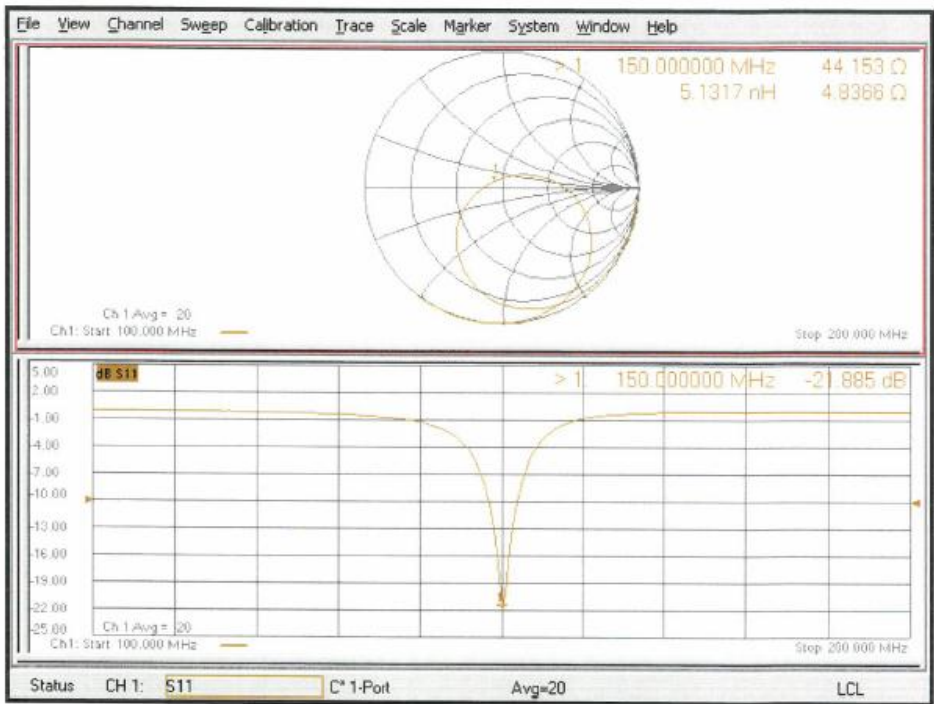 File View Channel Sweep Calibration Trace Scale Marker System Window Help
> 1 150.000000 MHz 44.153 Ω
5.1317 nH 4.8366 Ω
1
Ch 1 Avg = 20
Ch1: Start 100.000 MHz
Stop 200.000 MHz
5.00
dB S11
> 1 150.000000 MHz -21.885 dB
2.00
-1.00
-4.00
-7.00
-10.00
-13.00
-16.00
-19.00
-22.00
-25.00
Ch 1 Avg = 20
Ch1: Start 100.000 MHz
Stop 200.000 MHz
Status CH 1: S11 C* 1-Port Avg=20 LCL